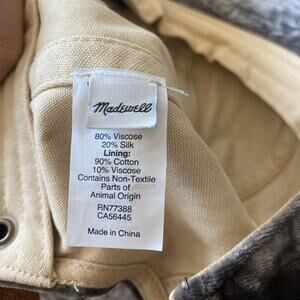 Madewell
80% Viscose
20% Silk
Lining:
90% Cotton
10% Viscose
Contains Non-Textile
Parts of
Animal Origin
RN77388
CA56445
Made in China